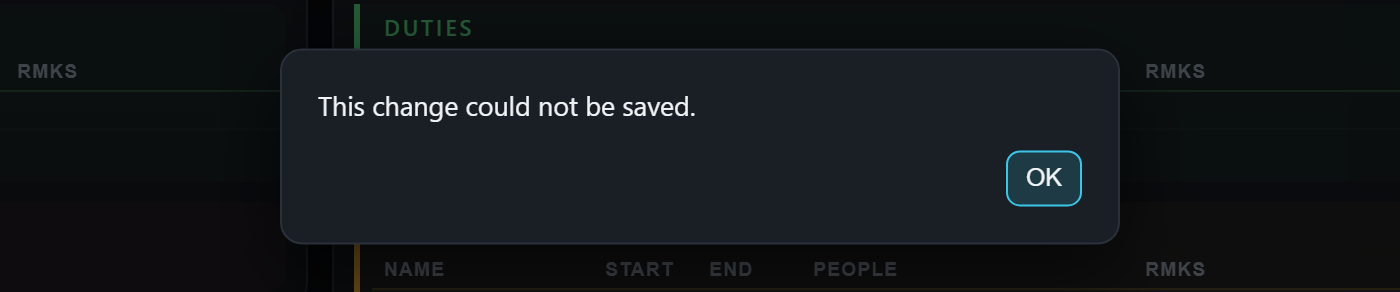 DUTIES
RMKS
RMKS
This change could not be saved.
OK
NAME START END PEOPLE RMKS